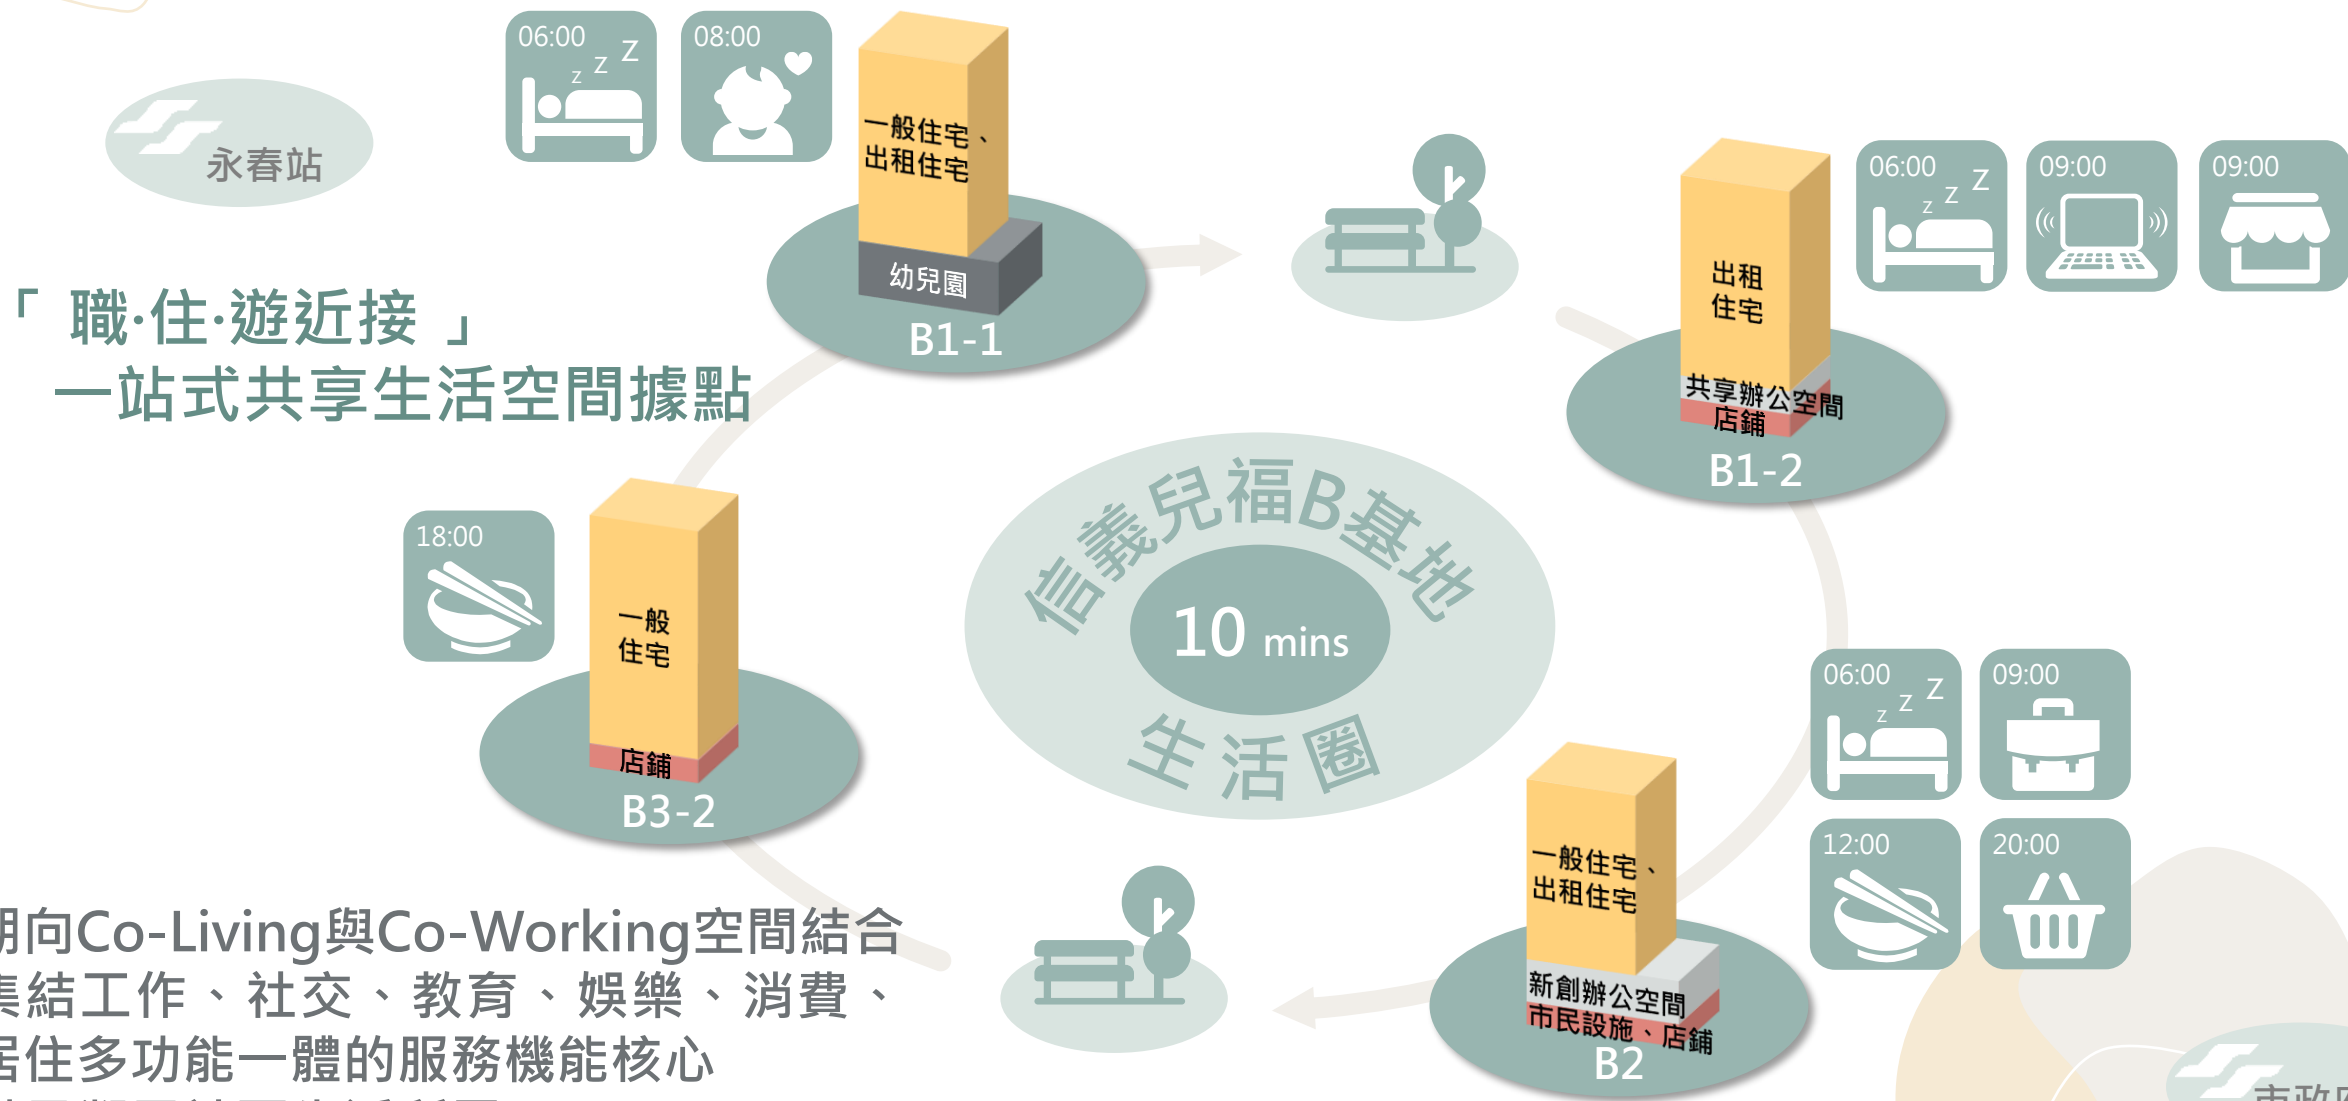 06:00
z z Z
08:00
一般住宅、
出租住宅
幼兒園
B1-1
永春站
「 職·住·遊近接 」
一站式共享生活空間據點
出租
住宅
共享辦公空間
店鋪
B1-2
06:00
z z Z
09:00
09:00
18:00
一般
住宅
店鋪
B3-2
信義兒福B基地
10 mins
生活圈
06:00
z z Z
09:00
12:00
20:00
一般住宅、
出租住宅
新創辦公空間
市民設施、店鋪
B2
期向Co-Living與Co-Working空間結合
集結工作、社交、教育、娛樂、消費、
居住多功能一體的服務機能核心
市政府